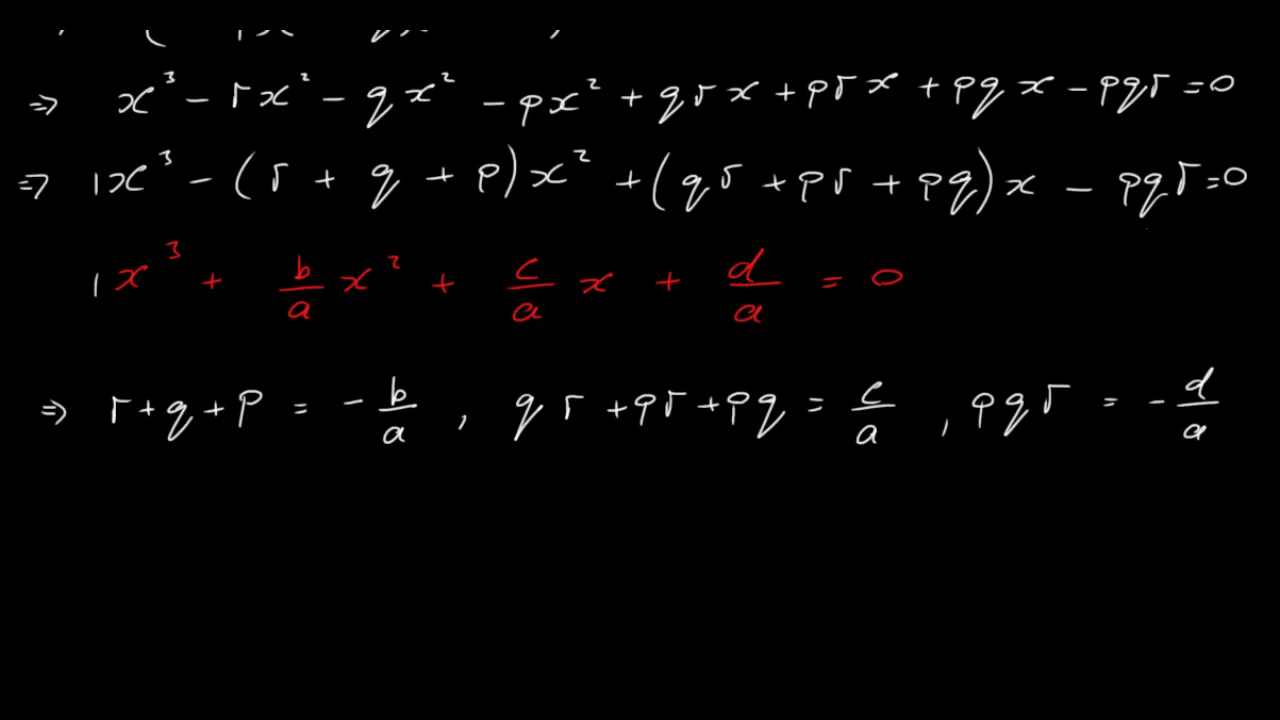 ⇒ x³ - rx² - qx² - px² + qrx + prx + pqx - pqr = 0
⇒ 1x³ - (r + q + p)x² + (qr + pr + pq)x - pqr = 0
1x³ + b/a x² + c/a x + d/a = 0
⇒ r + q + p = - b/a , qr + pr + pq = c/a , pqr = - d/a